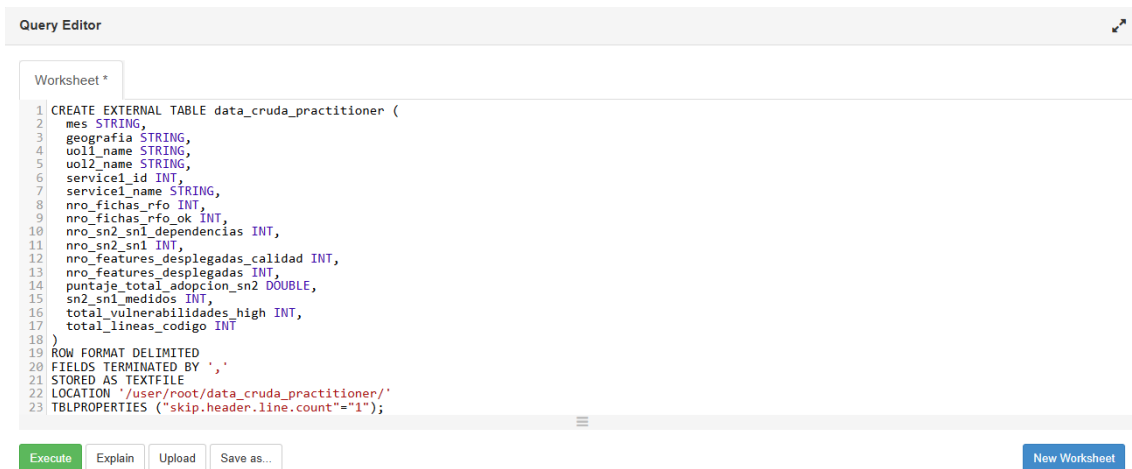 Query Editor
Worksheet *
1 CREATE EXTERNAL TABLE data_cruda_practitioner (
2 mes STRING,
3 geografia STRING,
4 uol1_name STRING,
5 uol2_name STRING,
6 service1_id INT,
7 service1_name STRING,
8 nro_fichas_rfo INT,
9 nro_fichas_rfo_ok INT,
10 nro_sn2_sn1_dependencias INT,
11 nro_sn2_sn1 INT,
12 nro_features_desplegadas_calidad INT,
13 nro_features_desplegadas INT,
14 puntaje_total_adopcion_sn2 DOUBLE,
15 sn2_sn1_medidos INT,
16 total_vulnerabilidades_high INT,
17 total_lineas_codigo INT
18 )
19 ROW FORMAT DELIMITED
20 FIELDS TERMINATED BY ','
21 STORED AS TEXTFILE
22 LOCATION '/user/root/data_cruda_practitioner/'
23 TBLPROPERTIES ("skip.header.line.count"="1");
Execute Explain Upload Save as... New Worksheet